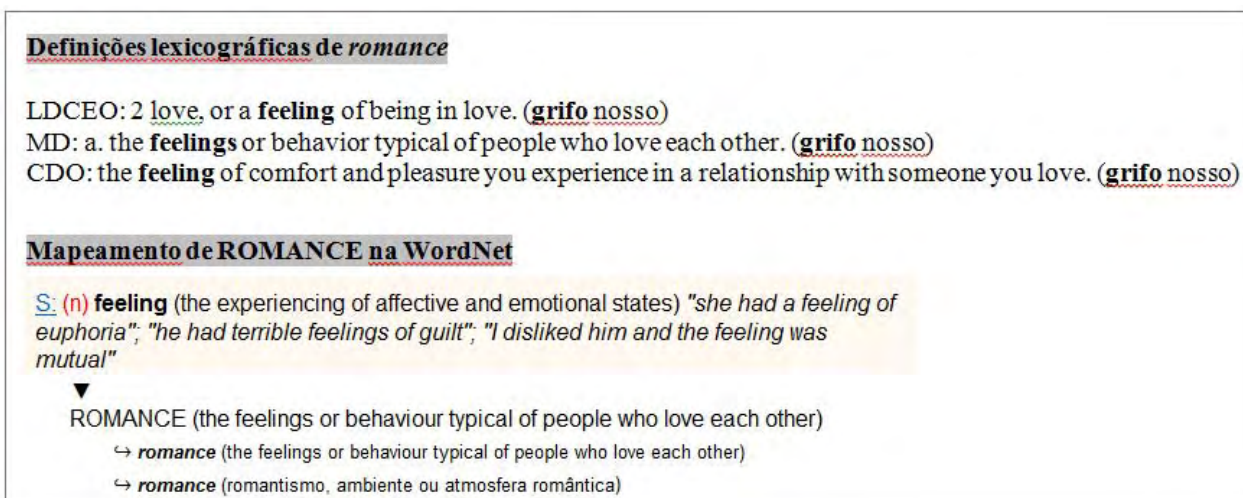 Definições lexicográficas de romance
LDCEO: 2 love, or a feeling of being in love. (grifo nosso)
MD: a. the feelings or behavior typical of people who love each other. (grifo nosso)
CDO: the feeling of comfort and pleasure you experience in a relationship with someone you love. (grifo nosso)
Mapeamento de ROMANCE na WordNet
S: (n) feeling (the experiencing of affective and emotional states) "she had a feeling of
euphoria"; "he had terrible feelings of guilt"; "I disliked him and the feeling was
mutual"
▼
ROMANCE (the feelings or behaviour typical of people who love each other)
↪ romance (the feelings or behaviour typical of people who love each other)
↪ romance (romantismo, ambiente ou atmosfera romântica)